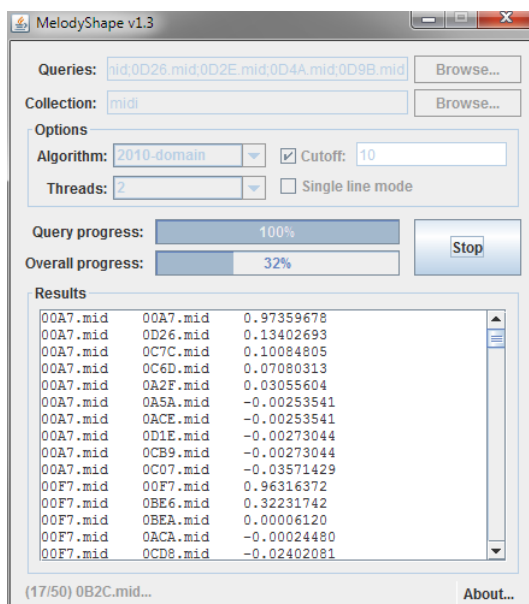 MelodyShape v1.3
Queries: nid;0D26.mid;0D2E.mid;0D4A.mid;0D9B.mid Browse...
Collection: midi Browse...
Options
Algorithm: 2010-domain Cutoff: 10
Threads: 2 Single line mode
Query progress: 100% Stop
Overall progress: 32%
Results
00A7.mid 00A7.mid 0.97359678
00A7.mid 0D26.mid 0.13402693
00A7.mid 0C7C.mid 0.10084805
00A7.mid 0C6D.mid 0.07080313
00A7.mid 0A2F.mid 0.03055604
00A7.mid 0A5A.mid -0.00253541
00A7.mid 0ACE.mid -0.00253541
00A7.mid 0D1E.mid -0.00273044
00A7.mid 0CB9.mid -0.00273044
00A7.mid 0C07.mid -0.03571429
00F7.mid 00F7.mid 0.96316372
00F7.mid 0BE6.mid 0.32231742
00F7.mid 0BEA.mid 0.00006120
00F7.mid 0ACA.mid -0.00024480
00F7.mid 0CD8.mid -0.02402081
(17/50) 0B2C.mid... About...